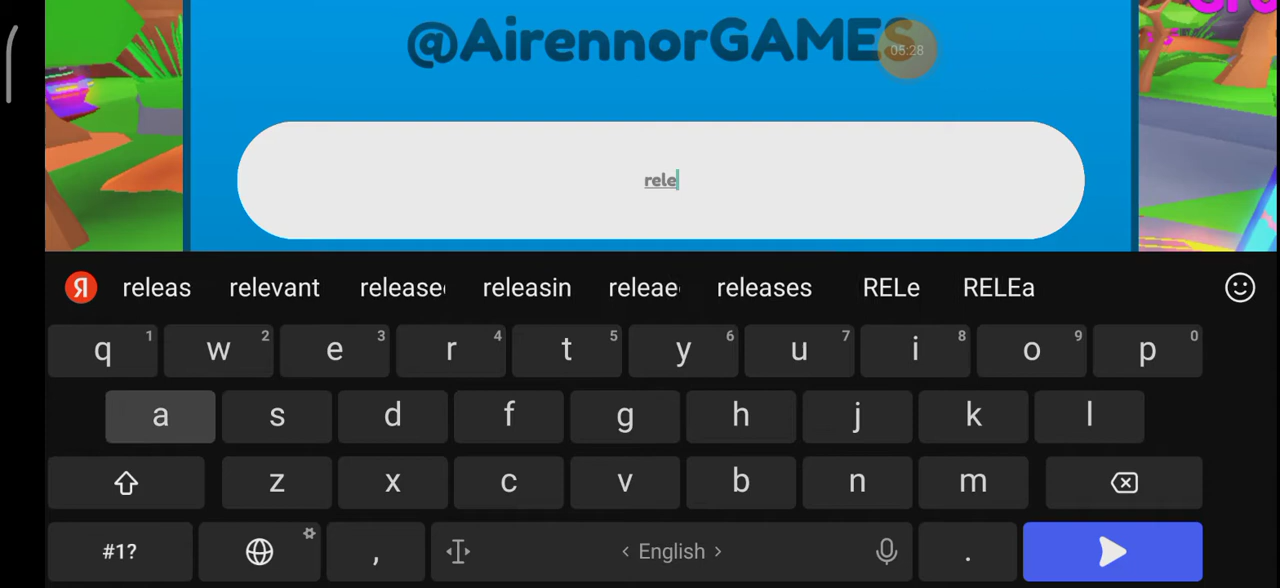 @AirennorGAMES
05:28
rele
Я releas relevant release releasin releae releases RELe RELEa
q 1 w 2 e 3 r 4 t 5 y 6 u 7 i 8 o 9 p 0
a s d f g h j k l
z x c v b n m
#1? , < English > .